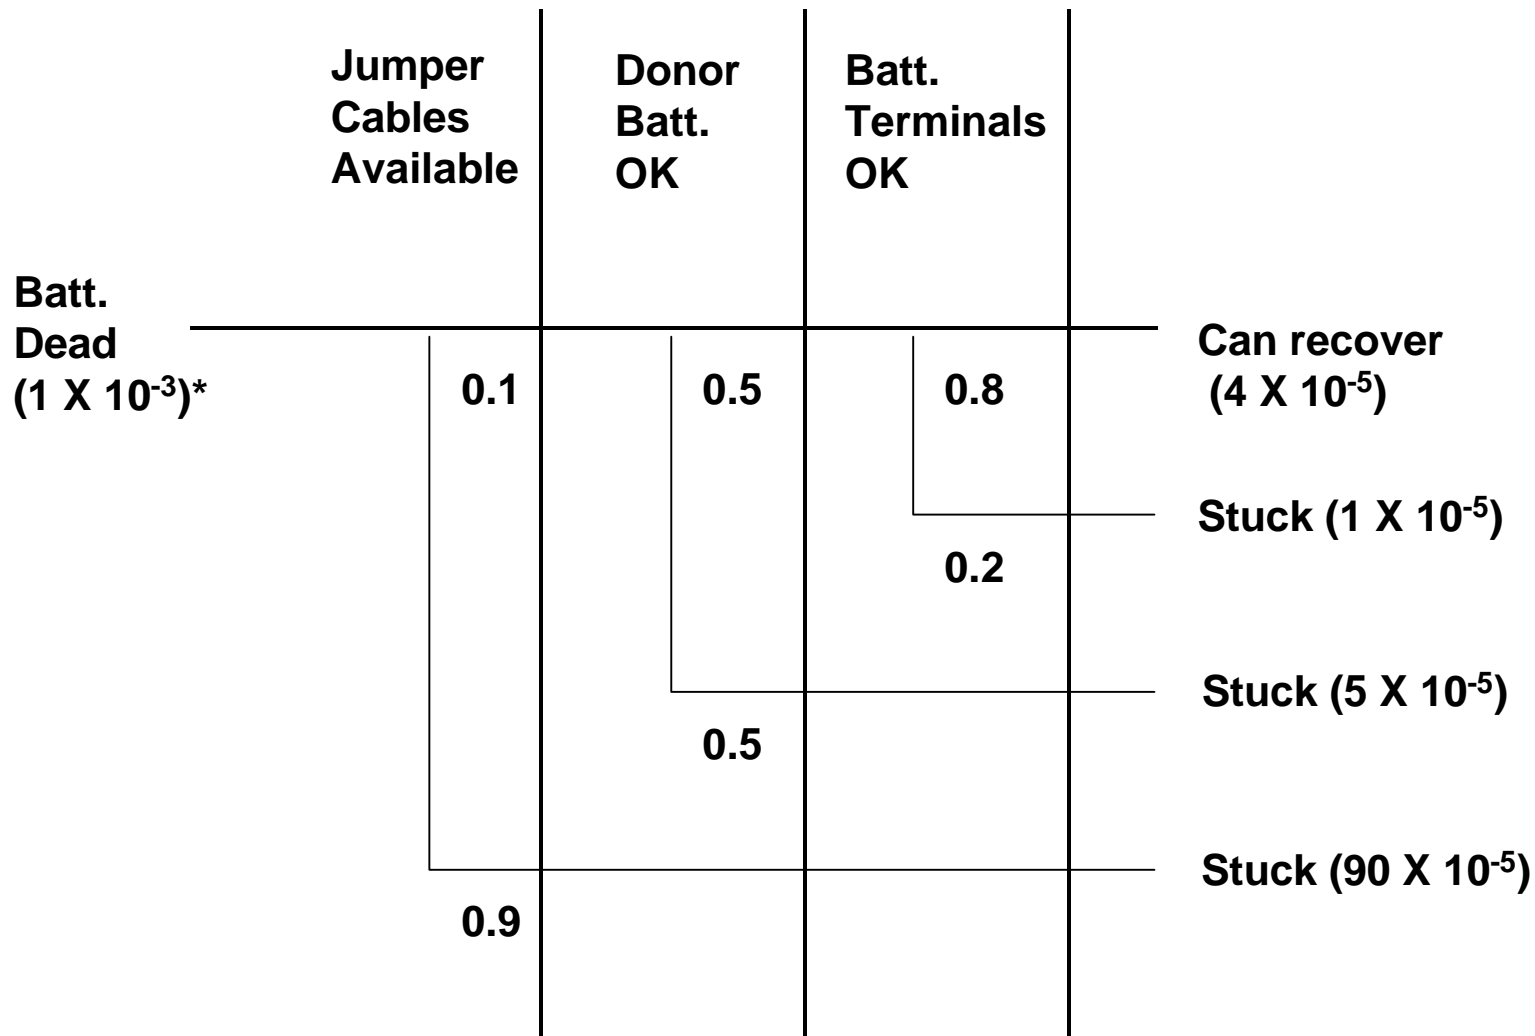 Jumper
Cables
Available
Donor
Batt.
OK
Batt.
Terminals
OK
Batt.
Dead
(1 X 10⁻³)*
0.1
0.5
0.8
Can recover
(4 X 10⁻⁵)
Stuck (1 X 10⁻⁵)
0.2
Stuck (5 X 10⁻⁵)
0.5
Stuck (90 X 10⁻⁵)
0.9